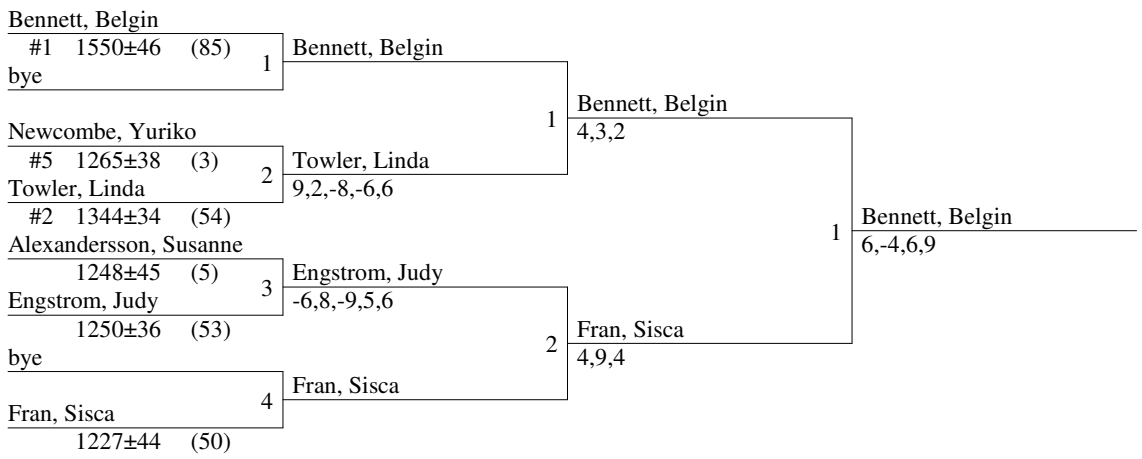 Bennett, Belgin
#1 1550±46 (85)
bye
1
Bennett, Belgin
Newcombe, Yuriko
#5 1265±38 (3)
Towler, Linda
#2 1344±34 (54)
2
Towler, Linda
9,2,-8,-6,6
1
Bennett, Belgin
4,3,2
Alexandersson, Susanne
1248±45 (5)
Engstrom, Judy
1250±36 (53)
3
Engstrom, Judy
-6,8,-9,5,6
bye
Fran, Sisca
1227±44 (50)
4
Fran, Sisca
2
Fran, Sisca
4,9,4
1
Bennett, Belgin
6,-4,6,9